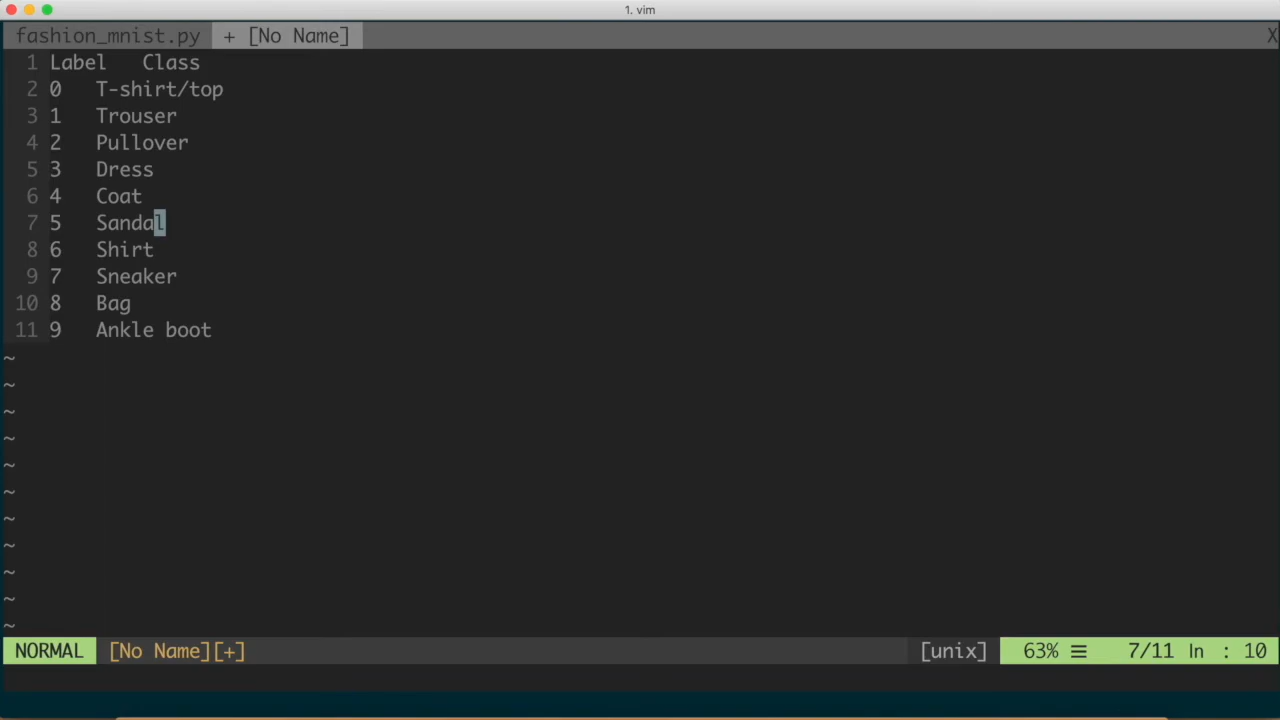 1. vim
fashion_mnist.py + [No Name] X
1 Label Class
2 0 T-shirt/top
3 1 Trouser
4 2 Pullover
5 3 Dress
6 4 Coat
7 5 Sandal
8 6 Shirt
9 7 Sneaker
10 8 Bag
11 9 Ankle boot
~
~
~
~
~
~
~
~
~
~
~
NORMAL [No Name][+] [unix] 63% ☰ 7/11 ln : 10